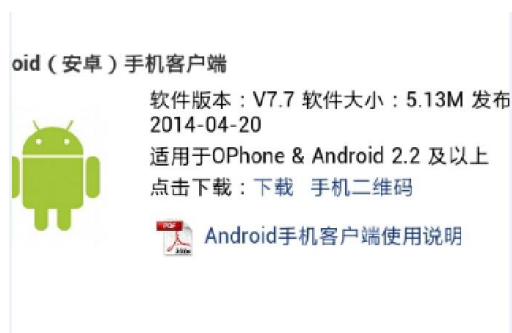 oid（安卓）手机客户端
软件版本：V7.7 软件大小：5.13M 发布
2014-04-20
适用于OPhone & Android 2.2 及以上
点击下载：下载 手机二维码
PDF
Adobe
Android手机客户端使用说明